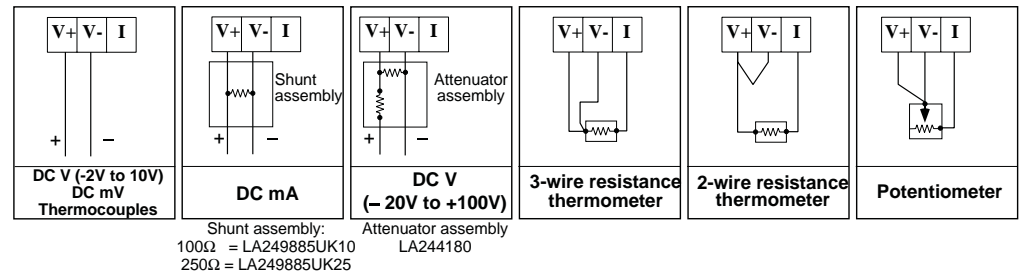 V+ V- I
+ –
DC V (-2V to 10V)
DC mV
Thermocouples
V+ V- I
Shunt
assembly
+ –
DC mA
Shunt assembly:
100Ω = LA249885UK10
250Ω = LA249885UK25
V+ V- I
Attenuator
assembly
+ –
DC V
(– 20V to +100V)
Attenuator assembly
LA244180
V+ V- I
3-wire resistance
thermometer
V+ V- I
2-wire resistance
thermometer
V+ V- I
Potentiometer